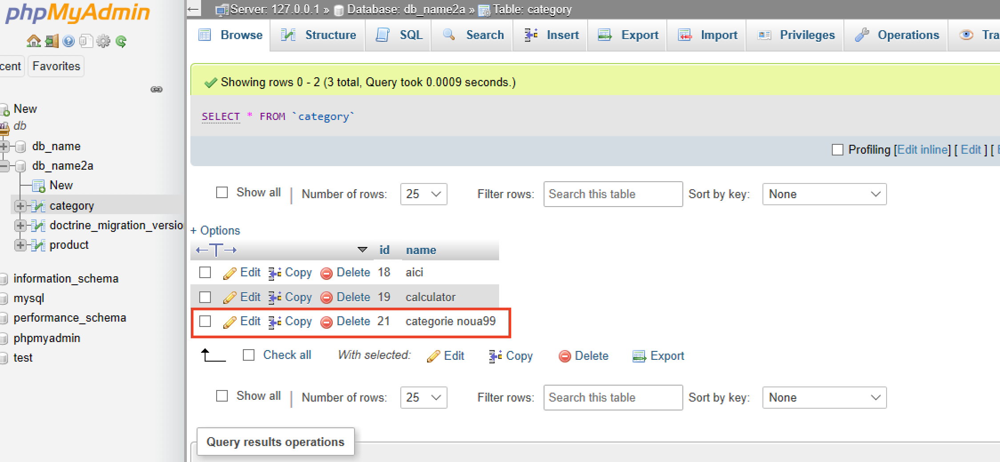 phpMyAdmin
cent Favorites
New
db
db_name
db_name2a
New
category
doctrine_migration_versio
product
information_schema
mysql
performance_schema
phpmyadmin
test
Server: 127.0.0.1 » Database: db_name2a » Table: category
Browse Structure SQL Search Insert Export Import Privileges Operations Tra
Showing rows 0 - 2 (3 total, Query took 0.0009 seconds.)
SELECT * FROM `category`
Profiling [Edit inline] [ Edit ] [
Show all | Number of rows: 25 Filter rows: Search this table Sort by key: None
+ Options
←T→ id name
Edit Copy Delete 18 aici
Edit Copy Delete 19 calculator
Edit Copy Delete 21 categorie noua99
Check all With selected: Edit Copy Delete Export
Show all | Number of rows: 25 Filter rows: Search this table Sort by key: None
Query results operations